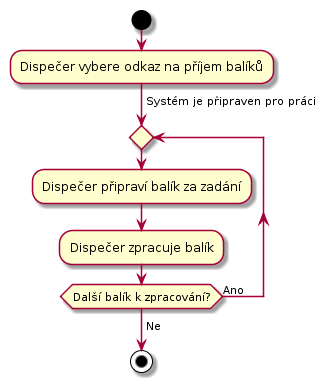 Dispečer vybere odkaz na příjem balíků
Systém je připraven pro práci
Dispečer připraví balík za zadání
Dispečer zpracuje balík
Další balík k zpracování?
Ano
Ne